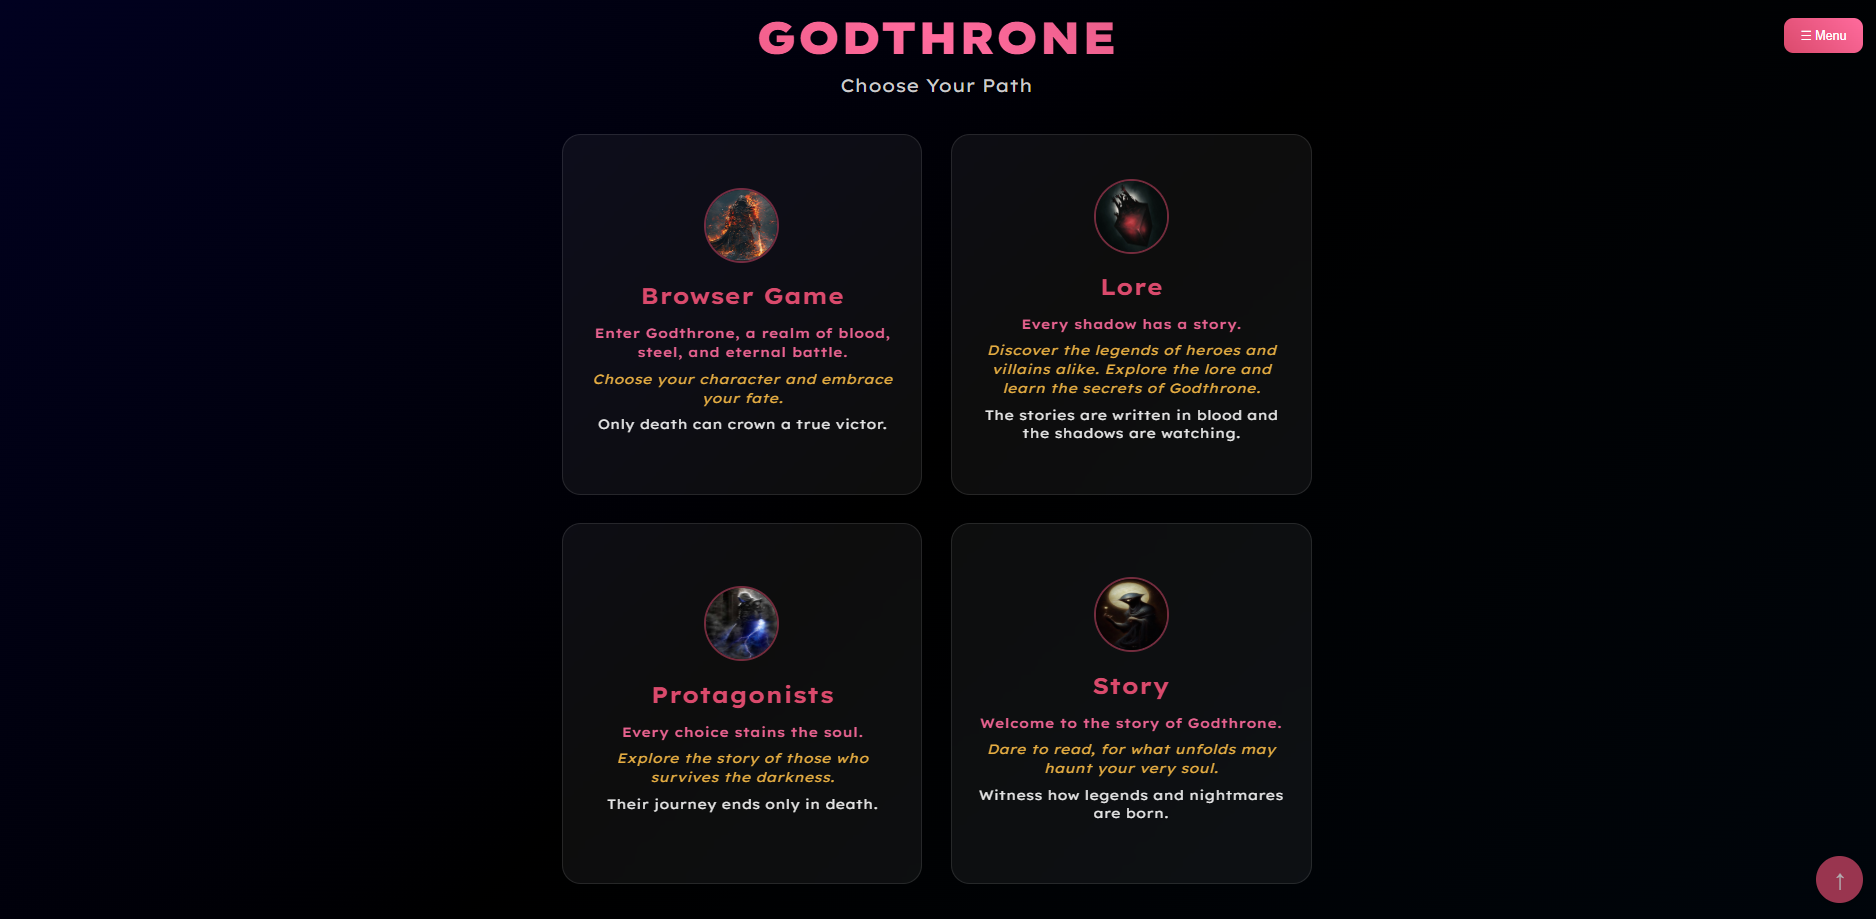 GODTHRONE
☰ Menu
Choose Your Path
Browser Game
Enter Godthrone, a realm of blood,
steel, and eternal battle.
Choose your character and embrace
your fate.
Only death can crown a true victor.
Lore
Every shadow has a story.
Discover the legends of heroes and
villains alike. Explore the lore and
learn the secrets of Godthrone.
The stories are written in blood and
the shadows are watching.
Protagonists
Every choice stains the soul.
Explore the story of those who
survives the darkness.
Their journey ends only in death.
Story
Welcome to the story of Godthrone.
Dare to read, for what unfolds may
haunt your very soul.
Witness how legends and nightmares
are born.
↑